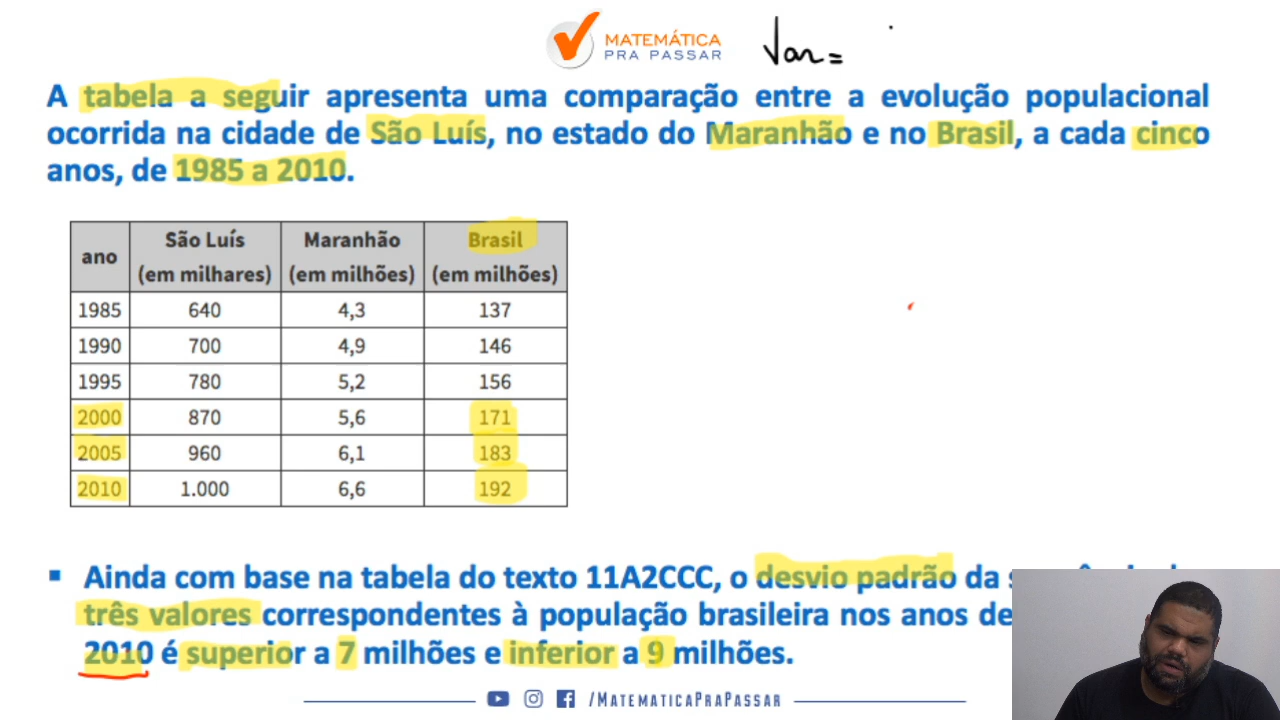 MATEMÁTICA
PRA PASSAR
Var =
A tabela a seguir apresenta uma comparação entre a evolução populacional
ocorrida na cidade de São Luís, no estado do Maranhão e no Brasil, a cada cinco
anos, de 1985 a 2010.
ano São Luís (em milhares) Maranhão (em milhões) Brasil (em milhões)
1985 640 4,3 137
1990 700 4,9 146
1995 780 5,2 156
2000 870 5,6 171
2005 960 6,1 183
2010 1.000 6,6 192
▪ Ainda com base na tabela do texto 11A2CCC, o desvio padrão da
três valores correspondentes à população brasileira nos anos de
2010 é superior a 7 milhões e inferior a 9 milhões.
/MatematicaPraPassar